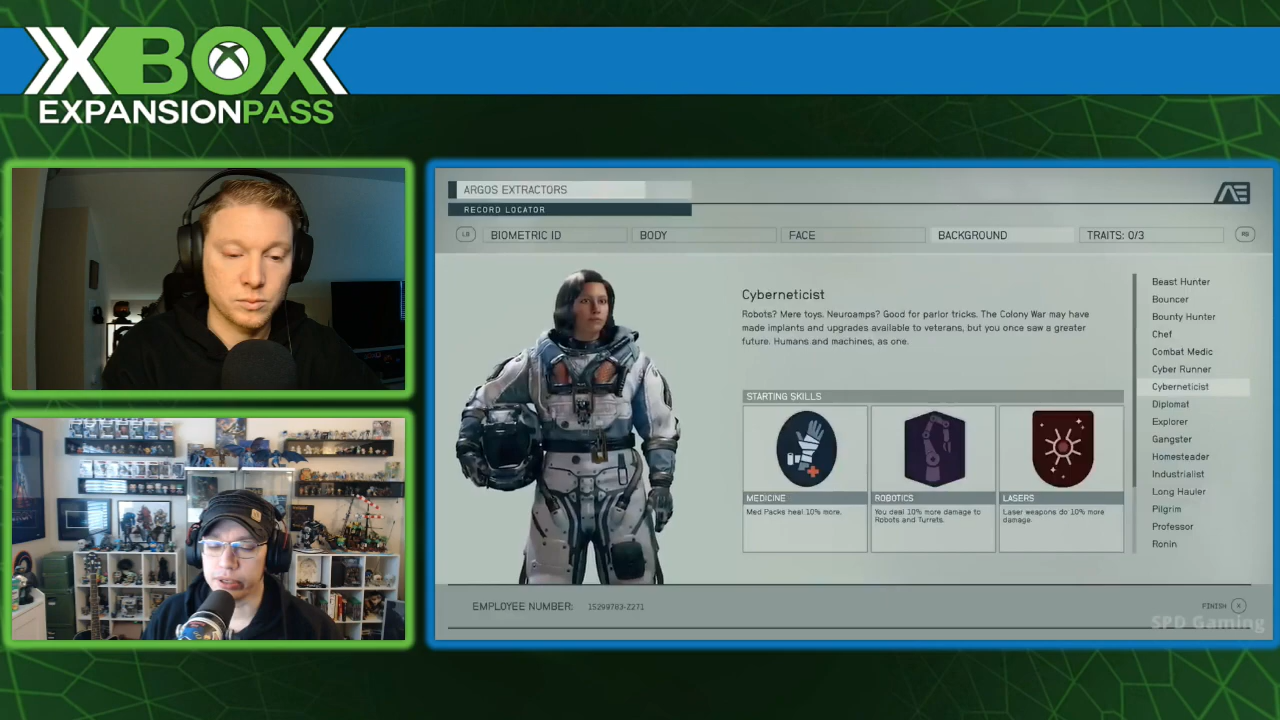 XBOX
EXPANSIONPASS
ARGOS EXTRACTORS
RECORD LOCATOR
LB
BIOMETRIC ID
BODY
FACE
BACKGROUND
TRAITS: 0/3
RB
Cyberneticist
Robots? Mere toys. Neuroamps? Good for parlor tricks. The Colony War may have
made implants and upgrades available to veterans, but you once saw a greater
future. Humans and machines, as one.
STARTING SKILLS
MEDICINE
Med Packs heal 10% more.
ROBOTICS
You deal 10% more damage to
Robots and Turrets.
LASERS
Laser weapons do 10% more
damage.
Beast Hunter
Bouncer
Bounty Hunter
Chef
Combat Medic
Cyber Runner
Cyberneticist
Diplomat
Explorer
Gangster
Homesteader
Industrialist
Long Hauler
Pilgrim
Professor
Ronin
EMPLOYEE NUMBER: 15299783-Z271
FINISH X
SPD Gaming